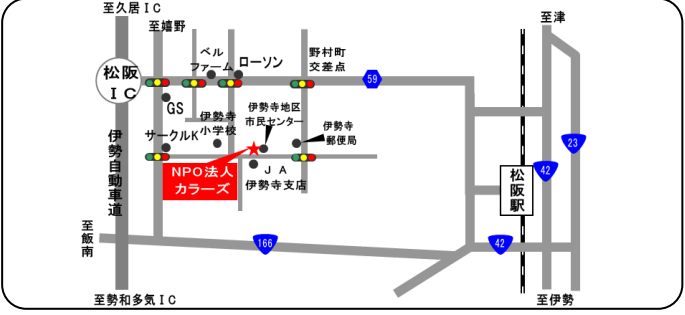 至久居ＩＣ
至嬉野
至津
ベル
ファーム
ローソン
野村町
交差点
松阪
ＩＣ
59
GS
伊勢寺
小学校
伊勢寺地区
市民センター
伊勢寺
郵便局
サークルK
伊勢自動車道
NPO法人
カラーズ
ＪＡ
伊勢寺支店
23
42
松阪駅
至飯南
166
42
至勢和多気ＩＣ
至伊勢